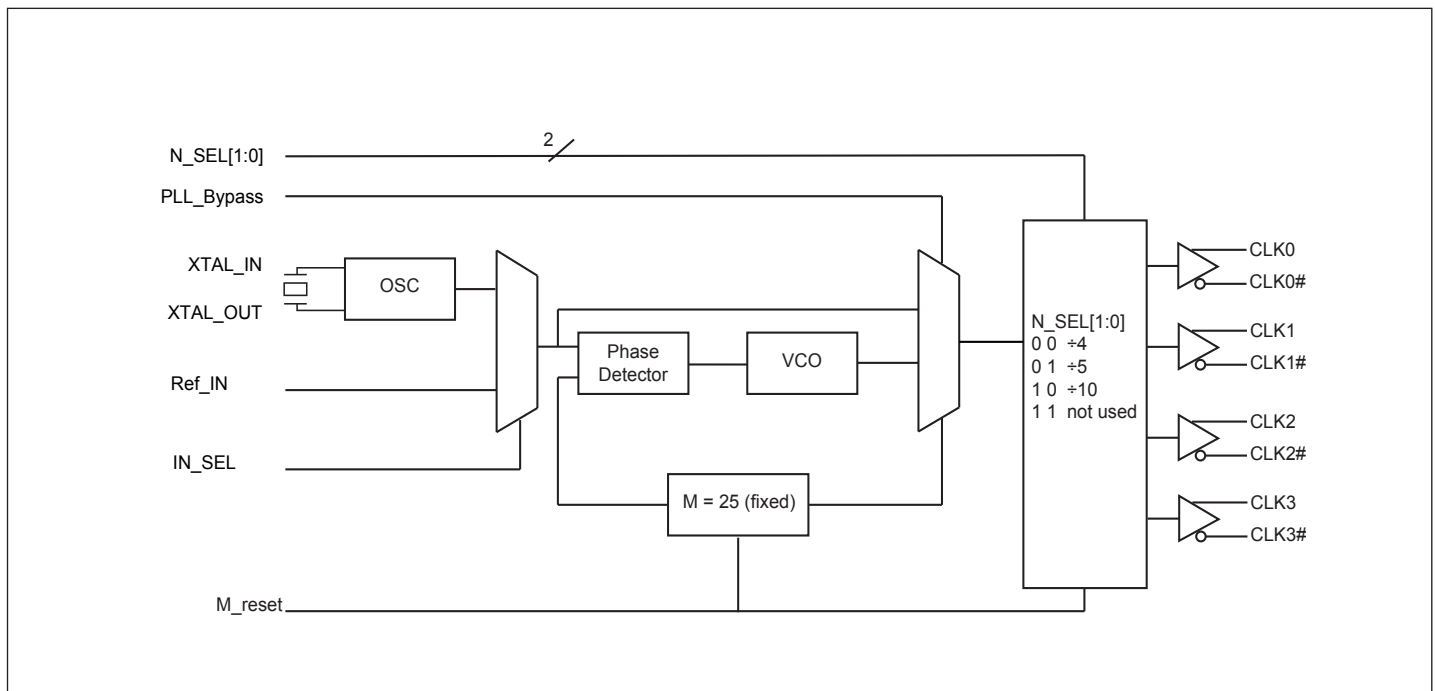 2
N_SEL[1:0]
PLL_Bypass
XTAL_IN
OSC
XTAL_OUT
Ref_IN
IN_SEL
M_reset
Phase
Detector
VCO
M = 25 (fixed)
N_SEL[1:0]
0 0 ÷4
0 1 ÷5
1 0 ÷10
1 1 not used
CLK0
CLK0#
CLK1
CLK1#
CLK2
CLK2#
CLK3
CLK3#